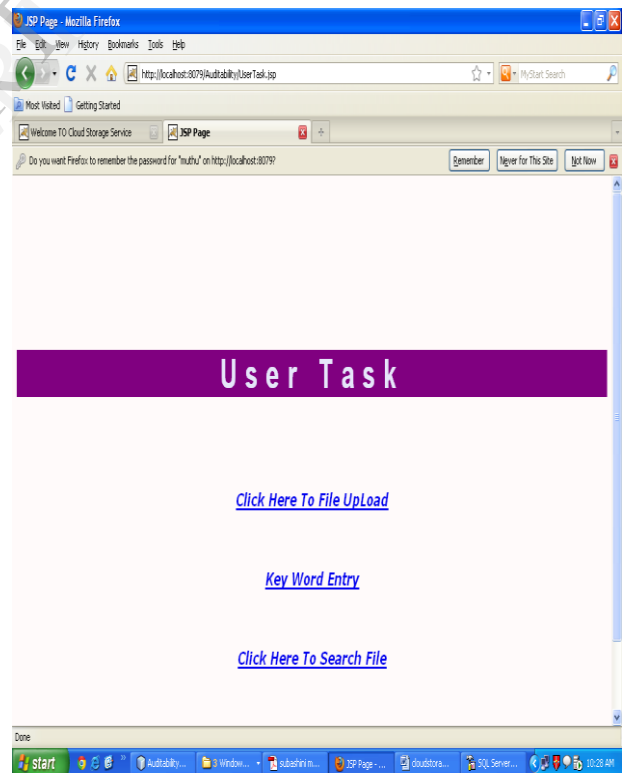 JSP Page - Mozilla Firefox
File Edit View History Bookmarks Tools Help
http://localhost:8079/Auditability/UserTask.jsp
MyStart Search
Most Visited Getting Started
Welcome TO Cloud Storage Service JSP Page
Do you want Firefox to remember the password for "muthu" on http://localhost:8079? Remember Never for This Site Not Now
User Task
Click Here To File UpLoad
Key Word Entry
Click Here To Search File
Done
start Auditability... 3 Window... subashini m... JSP Page - ... cloudstora... SQL Server... 10:28 AM